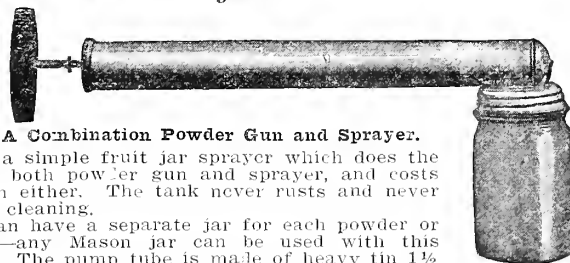 A Combination Powder Gun and Sprayer.
a simple fruit jar sprayer which does the
both powder gun and sprayer, and costs
either. The tank never rusts and never
cleaning.
have a separate jar for each powder or
—any Mason jar can be used with this
The pump tube is made of heavy tin 1½